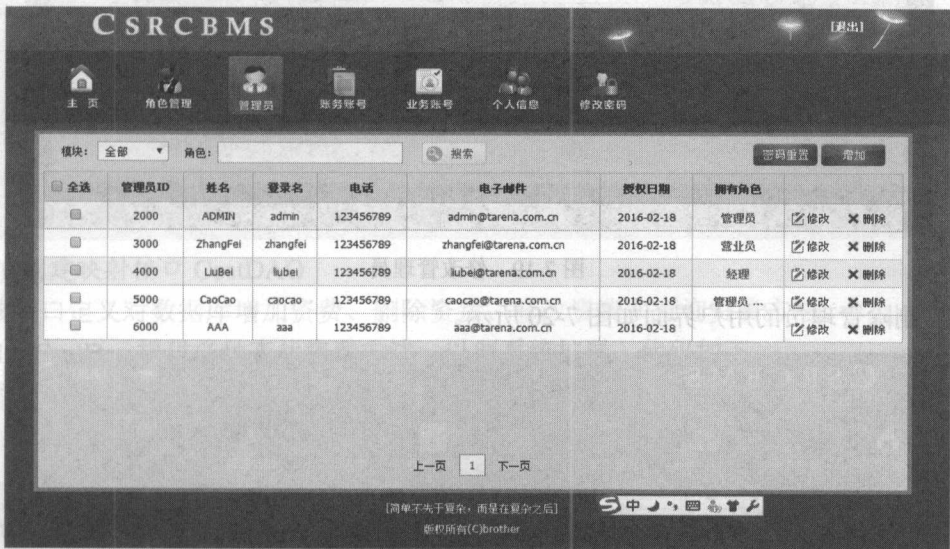 CSRCBMS
[退出]
主 页 角色管理 管理员 账务账号 业务账号 个人信息 修改密码
模块: 全部 角色: 搜索 密码重置 增加
全选 管理员ID 姓名 登录名 电话 电子邮件 授权日期 拥有角色
2000 ADMIN admin 123456789 admin@tarena.com.cn 2016-02-18 管理员 修改 删除
3000 ZhangFei zhangfei 123456789 zhangfei@tarena.com.cn 2016-02-18 营业员 修改 删除
4000 LiuBei liubei 123456789 liubei@tarena.com.cn 2016-02-18 经理 修改 删除
5000 CaoCao caocao 123456789 caocao@tarena.com.cn 2016-02-18 管理员 ... 修改 删除
6000 AAA aaa 123456789 aaa@tarena.com.cn 2016-02-18 修改 删除
上一页 1 下一页
[简单不先于复杂,而是在复杂之后]
中
版权所有(C)brother